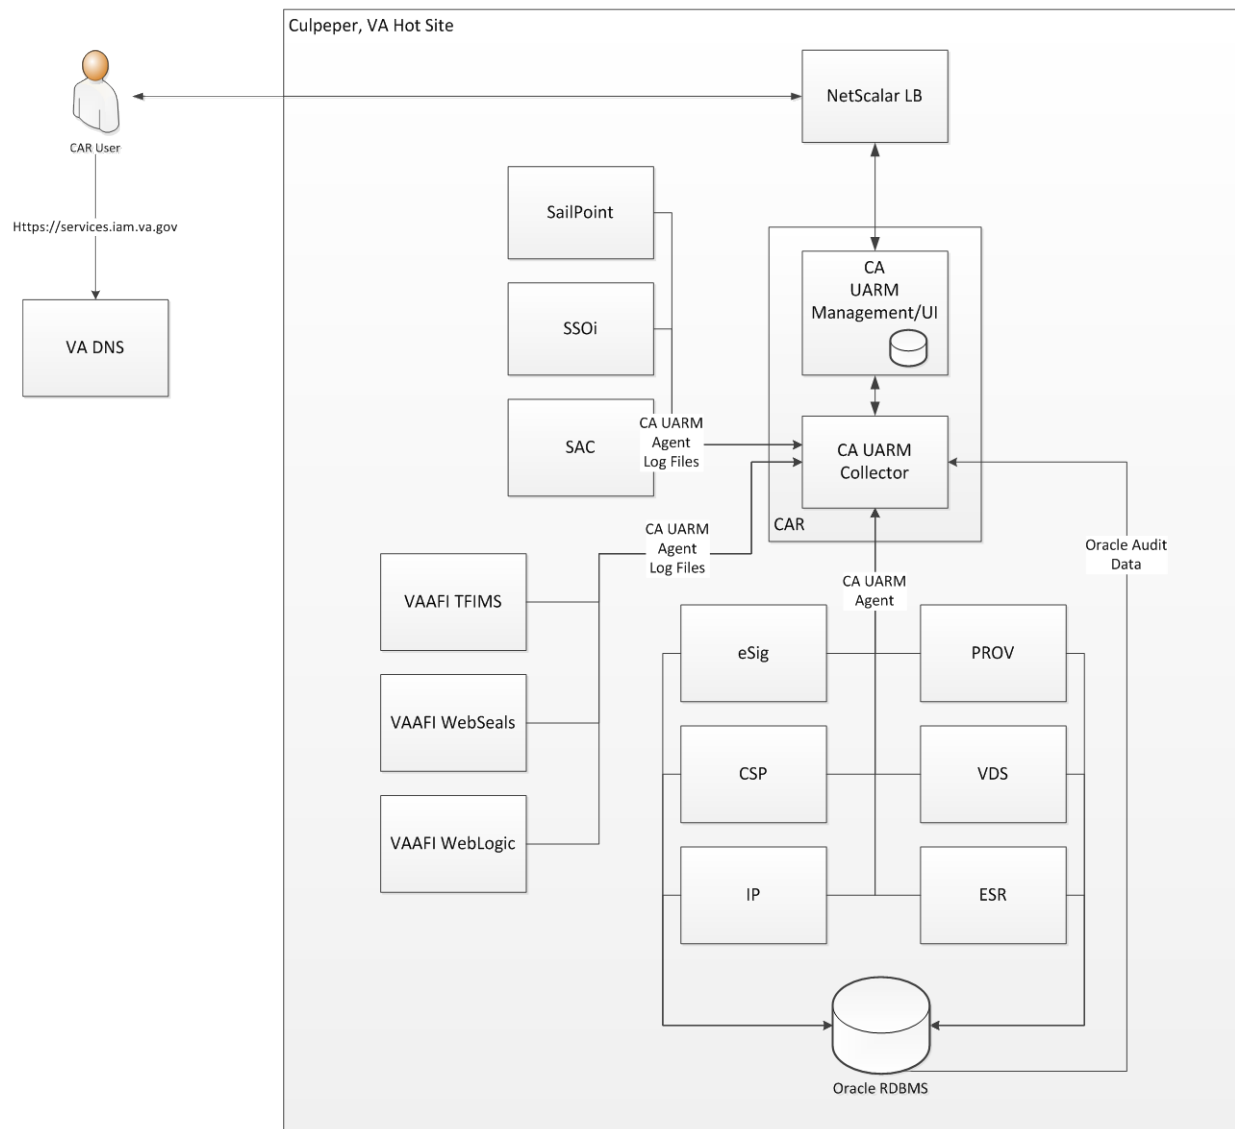 Culpeper, VA Hot Site
NetScalar LB
CAR User
SailPoint
Https://services.iam.va.gov
CA
UARM
Management/UI
SSOi
VA DNS
SAC
CA UARM
Agent
Log Files
CA UARM
Collector
CAR
CA UARM
Agent
Log Files
Oracle Audit
Data
CA UARM
Agent
VAAFI TFIMS
eSig
PROV
VAAFI WebSeals
CSP
VDS
VAAFI WebLogic
IP
ESR
Oracle RDBMS